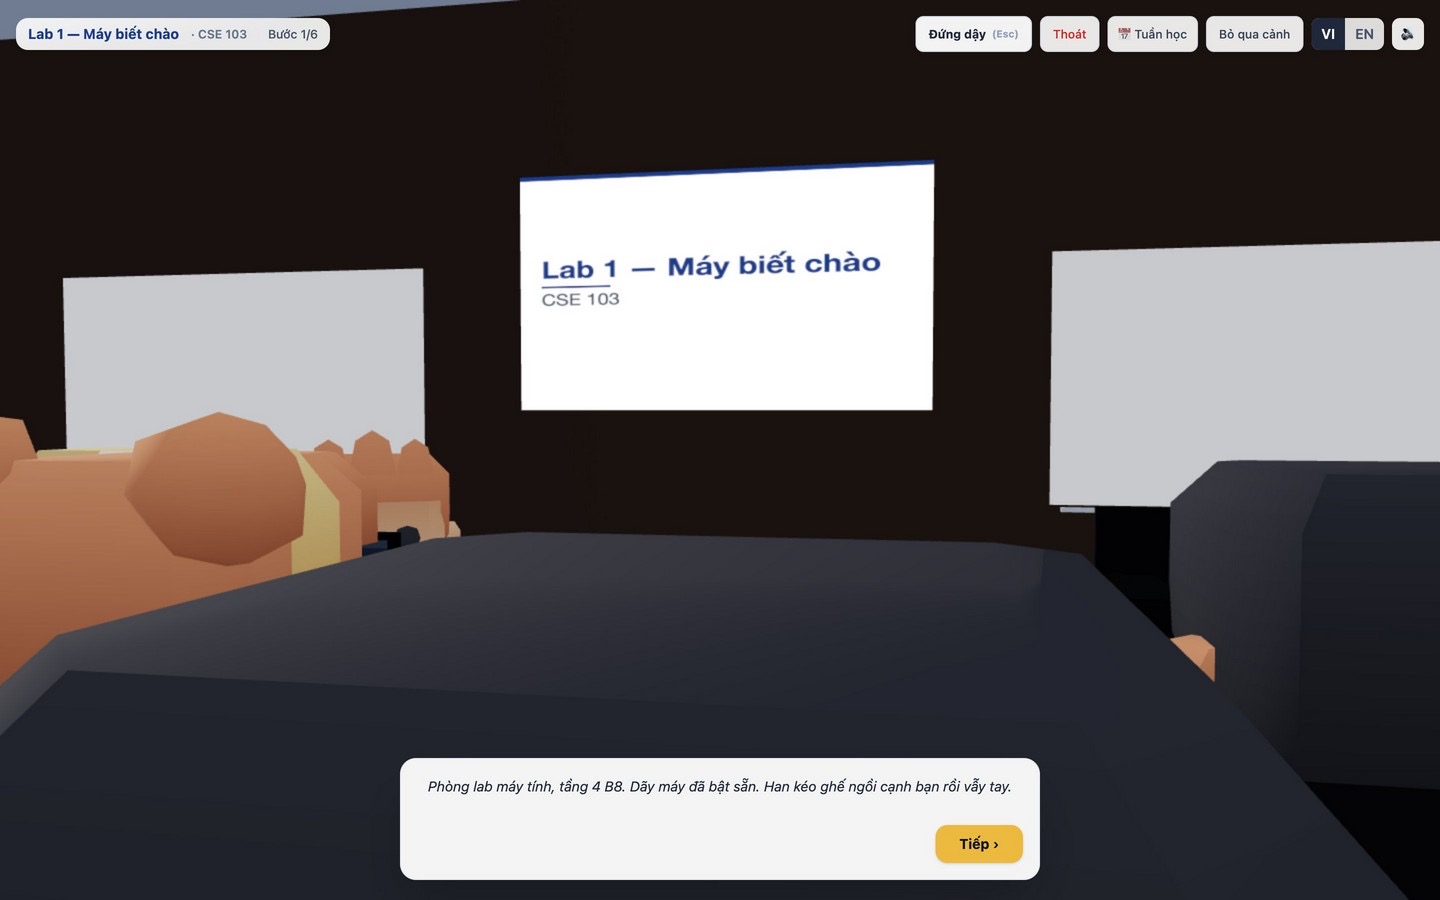 Lab 1 — Máy biết chào · CSE 103 Bước 1/6
Đứng dậy (Esc) Thoát 📅 Tuần học Bỏ qua cảnh VI EN
Lab 1 — Máy biết chào
CSE 103
Phòng lab máy tính, tầng 4 B8. Dãy máy đã bật sẵn. Han kéo ghế ngồi cạnh bạn rồi vẫy tay.
Tiếp ›